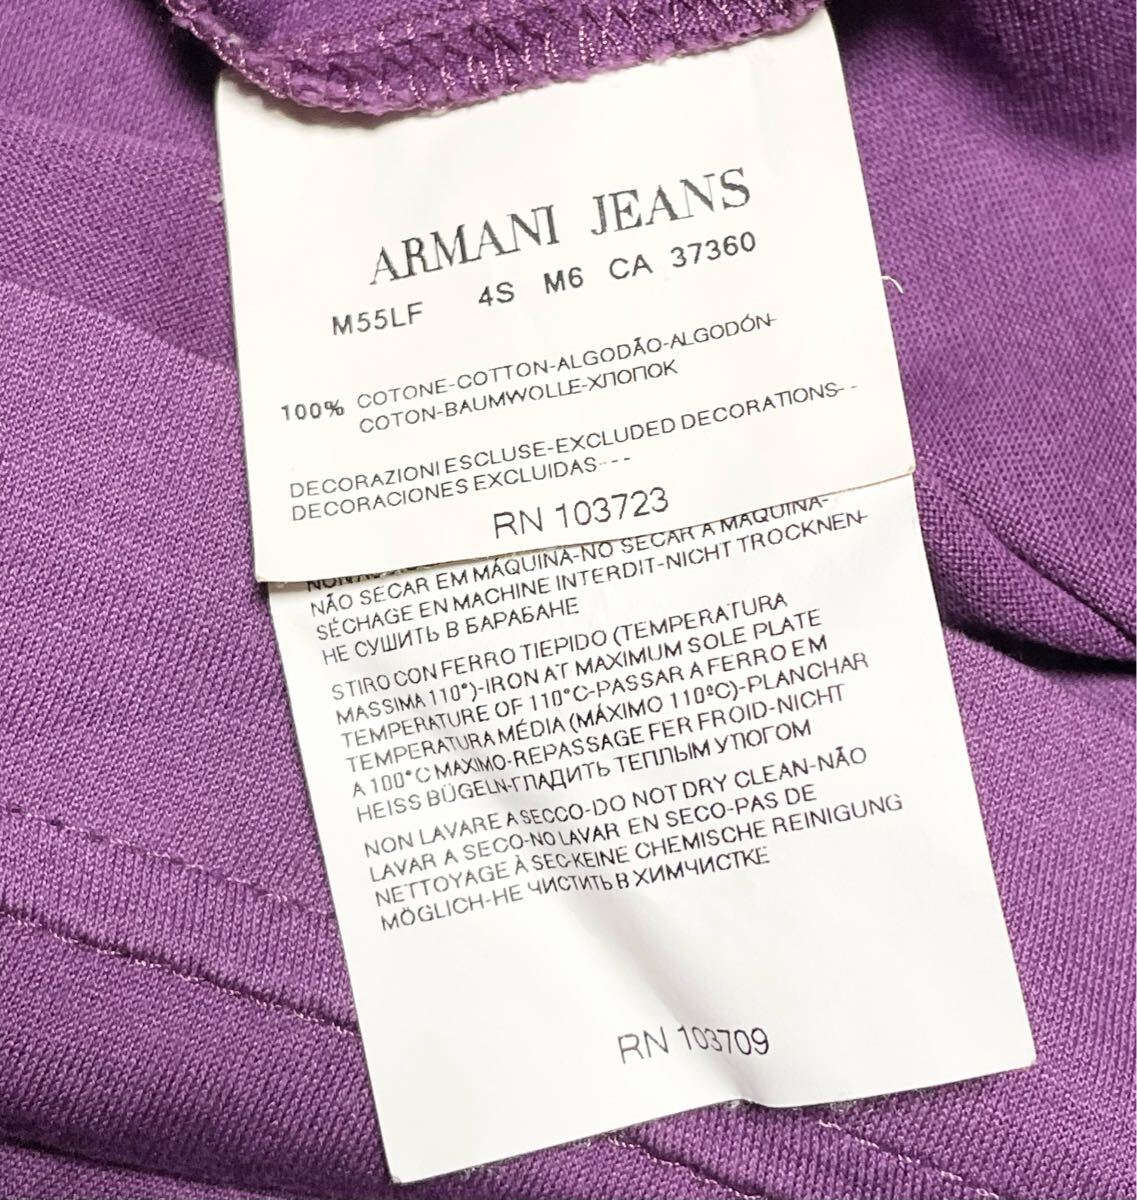 ARMANI JEANS
M55LF 4S M6 CA 37360
100% COTONE-COTTON-ALGODÃO-ALGODÓN-
COTON-BAUMWOLLE-ХЛОПОК
DECORAZIONI ESCLUSE-EXCLUDED DECORATIONS--
DECORACIONES EXCLUIDAS---
RN 103723
NÃO SECAR EM MÁQUINA-NO SECAR A MAQUINA-
SÉCHAGE EN MACHINE INTERDIT-NICHT TROCKNEN-
НЕ СУШИТЬ В БАРАБАНЕ
STIRO CON FERRO TIEPIDO (TEMPERATURA
MASSIMA 110°)-IRON AT MAXIMUM SOLE PLATE
TEMPERATURE OF 110°C-PASSAR A FERRO EM
TEMPERATURA MÉDIA (MÁXIMO 110ºC)-PLANCHAR
A 100°C MAXIMO-REPASSAGE FER FROID-NICHT
HEISS BÜGELN-ГЛАДИТЬ ТЕПЛЫМ УПОГОМ
NON LAVARE A SECCO-DO NOT DRY CLEAN-NÃO
LAVAR A SECO-NO LAVAR EN SECO-PAS DE
NETTOYAGE À SEC-KEINE CHEMISCHE REINIGUNG
MÖGLICH-НЕ ЧИСТИТЬ В ХИМЧИСТКЕ
RN 103709